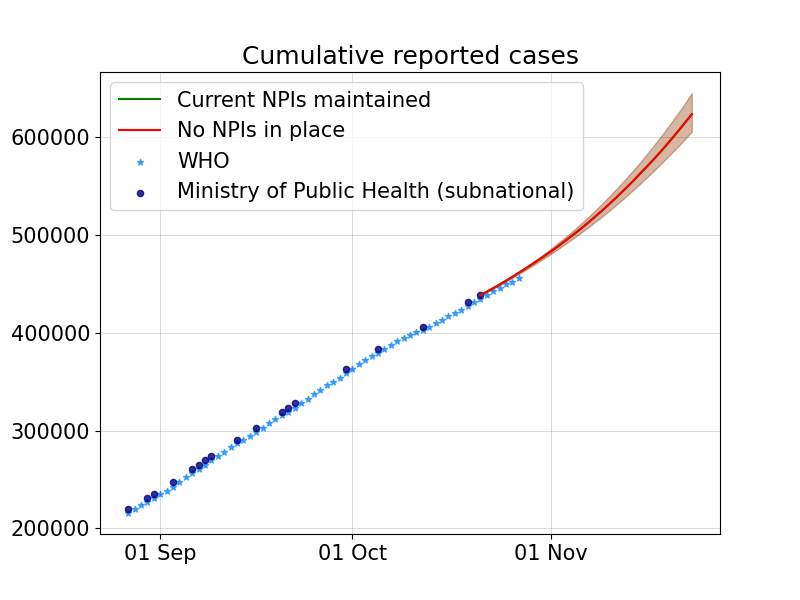 Cumulative reported cases
Current NPIs maintained
No NPIs in place
WHO
Ministry of Public Health (subnational)
600000
500000
400000
300000
200000
01 Sep
01 Oct
01 Nov